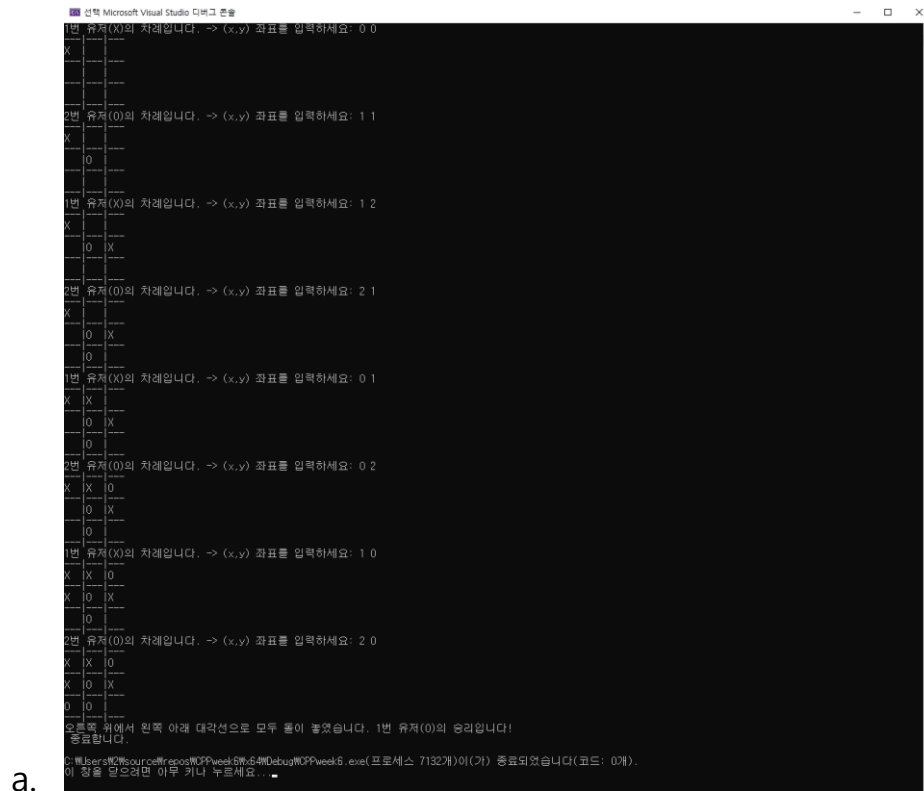 선택 Microsoft Visual Studio 디버그 콘솔
1번 유저(X)의 차례입니다. -> (x,y) 좌표를 입력하세요: 0 0
---|---|---
X  |   |
---|---|---
   |   |
---|---|---
   |   |
---|---|---
2번 유저(O)의 차례입니다. -> (x,y) 좌표를 입력하세요: 1 1
---|---|---
X  |   |
---|---|---
   |O  |
---|---|---
   |   |
---|---|---
1번 유저(X)의 차례입니다. -> (x,y) 좌표를 입력하세요: 1 2
---|---|---
X  |   |
---|---|---
   |O  |X
---|---|---
   |   |
---|---|---
2번 유저(O)의 차례입니다. -> (x,y) 좌표를 입력하세요: 2 1
---|---|---
X  |   |
---|---|---
   |O  |X
---|---|---
   |O  |
---|---|---
1번 유저(X)의 차례입니다. -> (x,y) 좌표를 입력하세요: 0 1
---|---|---
X  |X  |
---|---|---
   |O  |X
---|---|---
   |O  |
---|---|---
2번 유저(O)의 차례입니다. -> (x,y) 좌표를 입력하세요: 0 2
---|---|---
X  |X  |O
---|---|---
   |O  |X
---|---|---
   |O  |
---|---|---
1번 유저(X)의 차례입니다. -> (x,y) 좌표를 입력하세요: 1 0
---|---|---
X  |X  |O
---|---|---
X  |O  |X
---|---|---
   |O  |
---|---|---
2번 유저(O)의 차례입니다. -> (x,y) 좌표를 입력하세요: 2 0
---|---|---
X  |X  |O
---|---|---
X  |O  |X
---|---|---
O  |O  |
---|---|---
오른쪽 위에서 왼쪽 아래 대각선으로 모두 돌이 놓였습니다. 1번 유저(O)의 승리입니다!
종료합니다.
C:₩Users₩2₩source₩repos₩CPPweek6₩x64₩Debug₩CPPweek6.exe(프로세스 7132개)이(가) 종료되었습니다(코드: 0개).
이 창을 닫으려면 아무 키나 누르세요...
a.